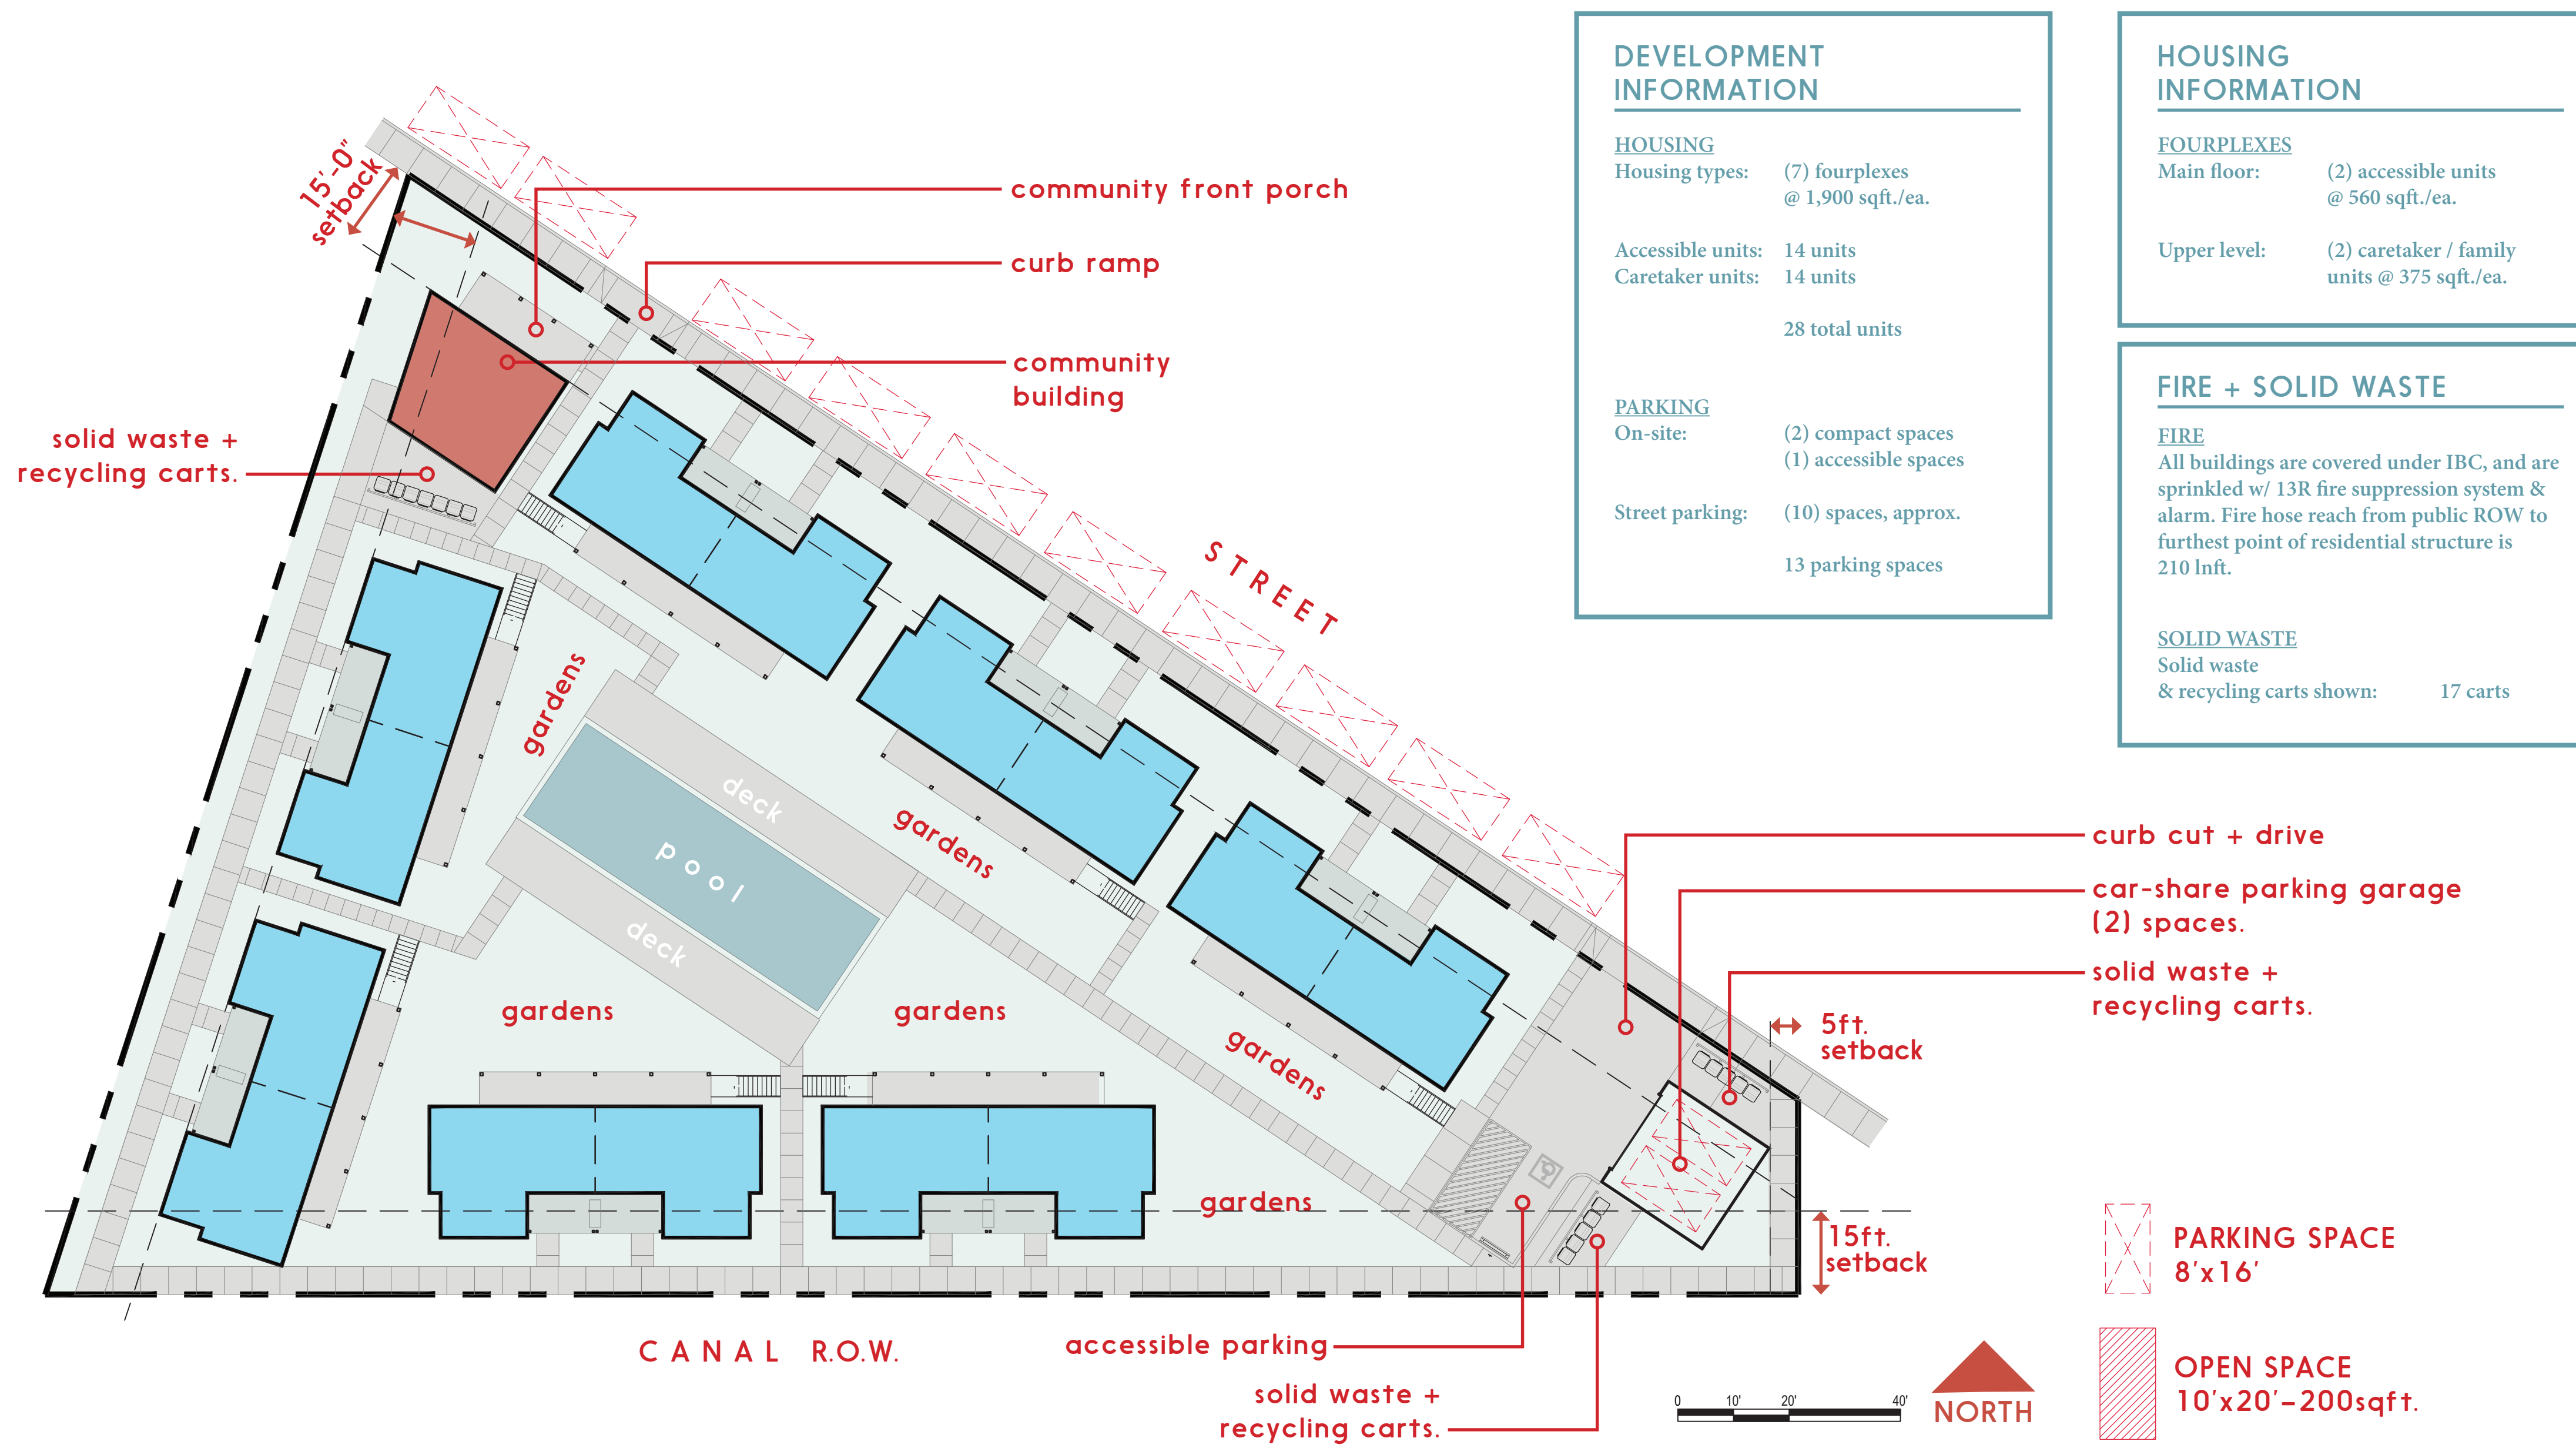 DEVELOPMENT
INFORMATION
HOUSING
Housing types: (7) fourplexes
@ 1,900 sqft./ea.
Accessible units: 14 units
Caretaker units: 14 units
28 total units
PARKING
On-site: (2) compact spaces
(1) accessible spaces
Street parking: (10) spaces, approx.
13 parking spaces
HOUSING
INFORMATION
FOURPLEXES
Main floor: (2) accessible units
@ 560 sqft./ea.
Upper level: (2) caretaker / family
units @ 375 sqft./ea.
FIRE + SOLID WASTE
FIRE
All buildings are covered under IBC, and are
sprinkled w/ 13R fire suppression system &
alarm. Fire hose reach from public ROW to
furthest point of residential structure is
210 lnft.
SOLID WASTE
Solid waste
& recycling carts shown: 17 carts
15'-0"
setback
community front porch
curb ramp
community
building
solid waste +
recycling carts.
STREET
gardens
deck
pool
deck
gardens
gardens
gardens
gardens
gardens
curb cut + drive
car-share parking garage
(2) spaces.
solid waste +
recycling carts.
5ft.
setback
15ft.
setback
CANAL R.O.W.
accessible parking
solid waste +
recycling carts.
0 10' 20' 40'
NORTH
PARKING SPACE
8'x16'
OPEN SPACE
10'x20'–200sqft.